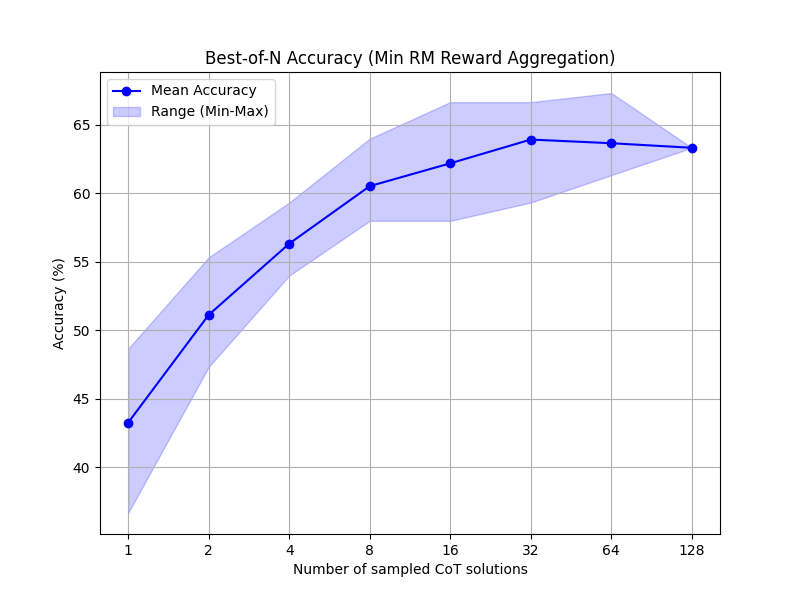 Best-of-N Accuracy (Min RM Reward Aggregation)
Mean Accuracy
Range (Min-Max)
Accuracy (%)
65
60
55
50
45
40
1 2 4 8 16 32 64 128
Number of sampled CoT solutions